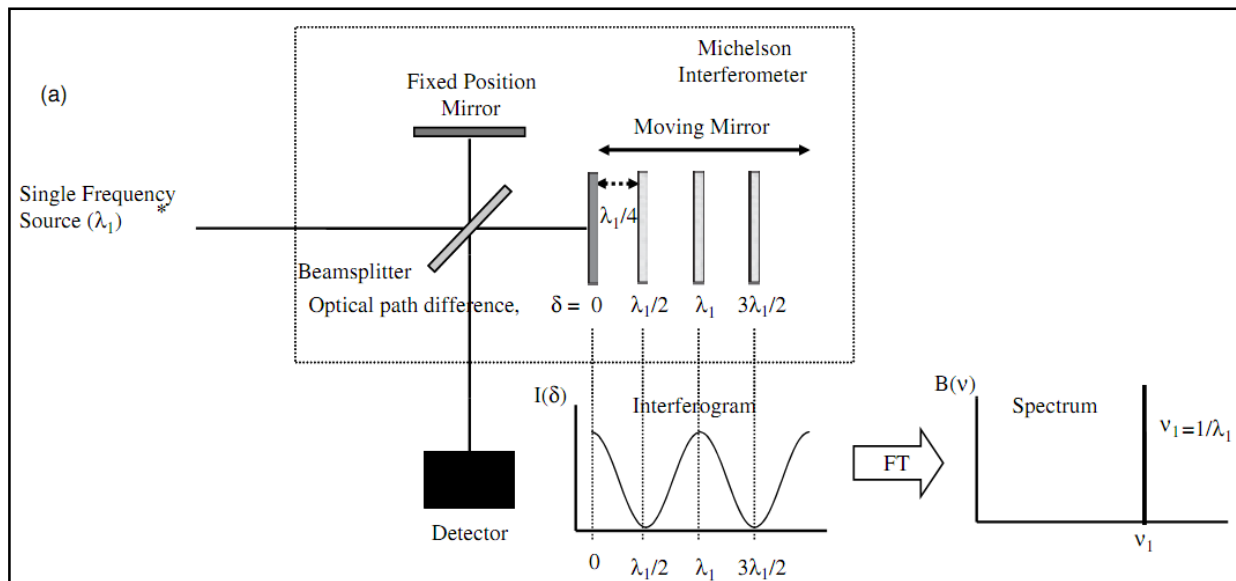 (a)
Michelson
Interferometer
Fixed Position
Mirror
Moving Mirror
Single Frequency
Source (λ₁) *
λ₁/4
Beamsplitter
Optical path difference, δ = 0 λ₁/2 λ₁ 3λ₁/2
I(δ)
Interferogram
FT
B(ν)
Spectrum
ν₁=1/λ₁
Detector
0 λ₁/2 λ₁ 3λ₁/2
ν₁